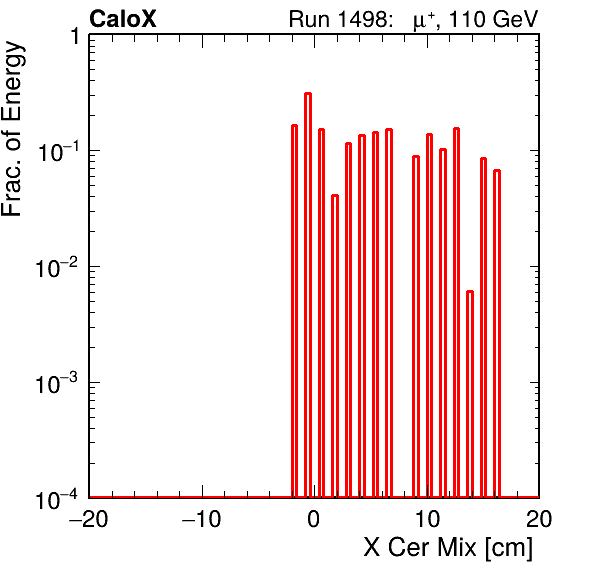 CaloX Run 1498: μ⁺, 110 GeV
Frac. of Energy
1
10⁻¹
10⁻²
10⁻³
10⁻⁴
−20 −10 0 10 20
X Cer Mix [cm]